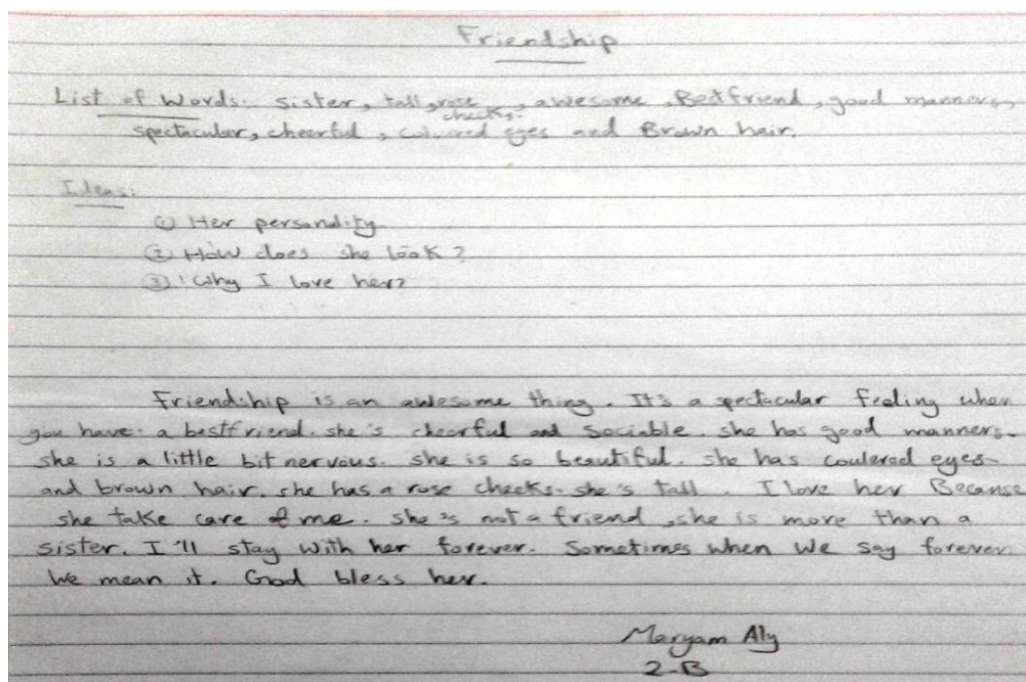 Friendship
List of Words: sister, tall, rose cheeks, awesome, Bestfriend, good manners,
spectacular, cheerful, colured eyes and Brown hair.
Ideas:
① Her personality
② How does she look?
③ Why I love her?
Friendship is an awesome thing. It's a spectacular feeling when
you have a bestfriend. she's cheerful and sociable. she has good manners.
she is a little bit nervous. she is so beautiful. she has coulered eyes
and brown hair. she has a rose cheeks. she's tall. I love her Because
she take care of me. she's not a friend, she is more than a
sister. I'll stay with her forever. Sometimes when we say forever
we mean it. God bless her.
Maryam Aly
2-B